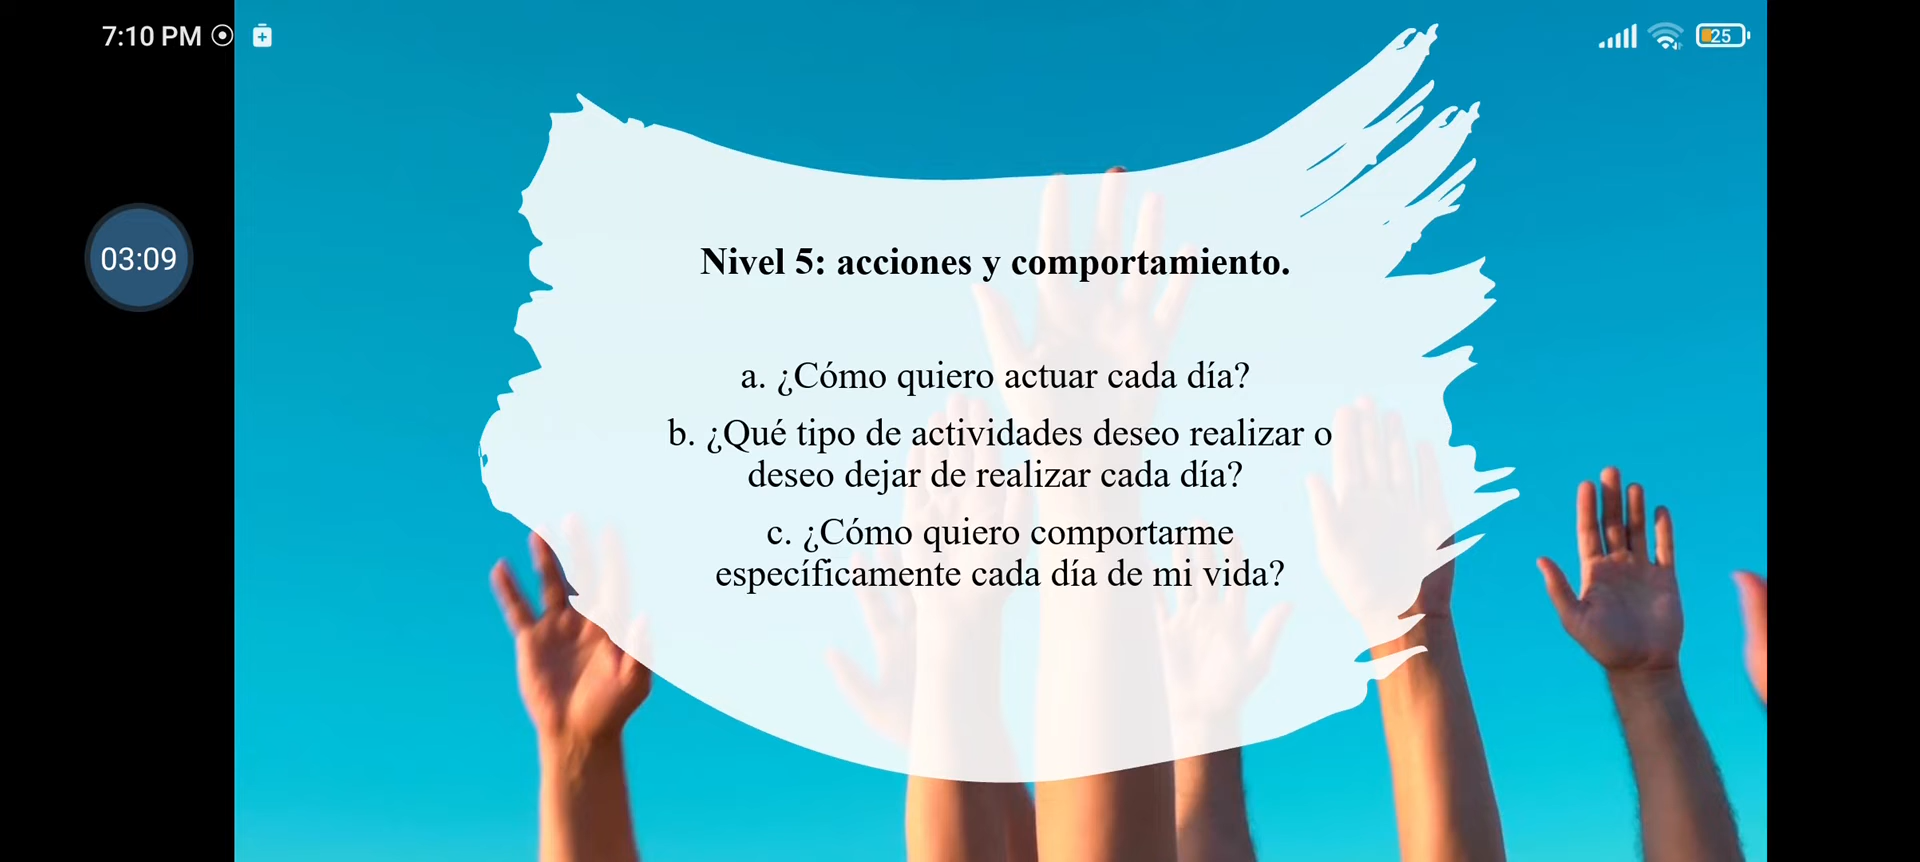 7:10 PM
25
03:09
Nivel 5: acciones y comportamiento.
a. ¿Cómo quiero actuar cada día?
b. ¿Qué tipo de actividades deseo realizar o
deseo dejar de realizar cada día?
c. ¿Cómo quiero comportarme
específicamente cada día de mi vida?